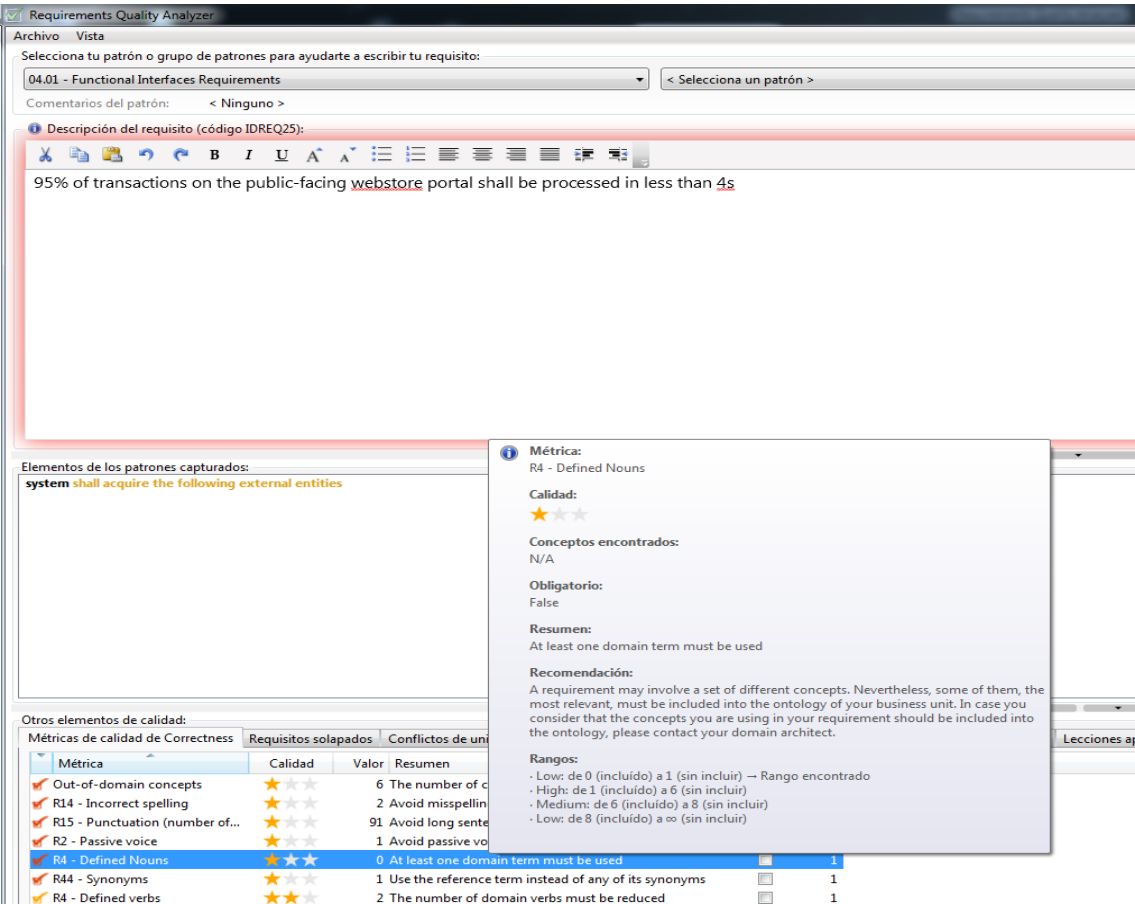 Requirements Quality Analyzer
Archivo Vista
Selecciona tu patrón o grupo de patrones para ayudarte a escribir tu requisito:
04.01 - Functional Interfaces Requirements < Selecciona un patrón >
Comentarios del patrón: < Ninguno >
Descripción del requisito (código IDREQ25):
B I U A A
95% of transactions on the public-facing webstore portal shall be processed in less than 4s
Elementos de los patrones capturados:
system shall acquire the following external entities
Métrica:
R4 - Defined Nouns
Calidad:
Conceptos encontrados:
N/A
Obligatorio:
False
Resumen:
At least one domain term must be used
Recomendación:
A requirement may involve a set of different concepts. Nevertheless, some of them, the
most relevant, must be included into the ontology of your business unit. In case you
consider that the concepts you are using in your requirement should be included into
the ontology, please contact your domain architect.
Rangos:
· Low: de 0 (incluído) a 1 (sin incluir) → Rango encontrado
· High: de 1 (incluído) a 6 (sin incluir)
· Medium: de 6 (incluído) a 8 (sin incluir)
· Low: de 8 (incluído) a ∞ (sin incluir)
Otros elementos de calidad:
Métricas de calidad de Correctness Requisitos solapados Conflictos de uni Lecciones ap
Métrica Calidad Valor Resumen
Out-of-domain concepts 6 The number of c
R14 - Incorrect spelling 2 Avoid misspellin
R15 - Punctuation (number of... 91 Avoid long sente
R2 - Passive voice 1 Avoid passive vo
R4 - Defined Nouns 0 At least one domain term must be used 1
R44 - Synonyms 1 Use the reference term instead of any of its synonyms 1
R4 - Defined verbs 2 The number of domain verbs must be reduced 1